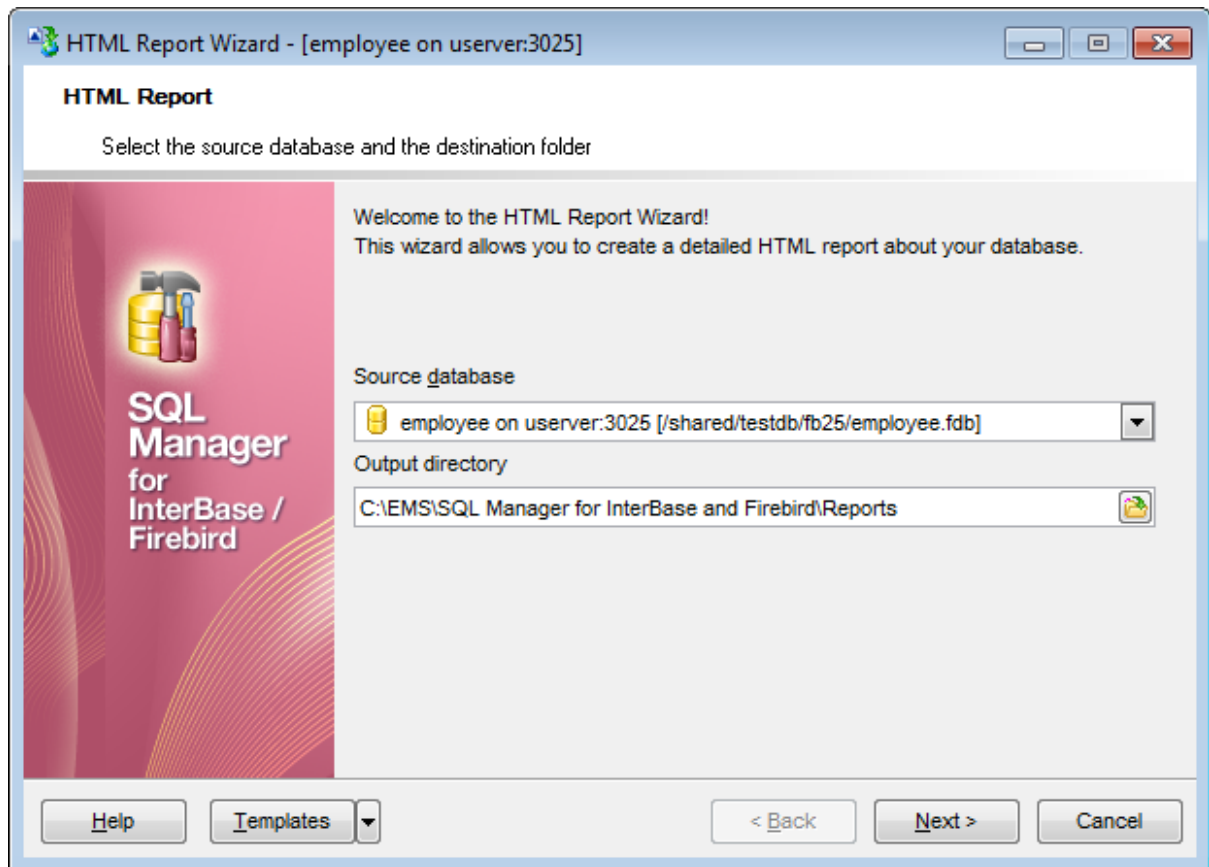 HTML Report Wizard - [employee on userver:3025]
HTML Report
Select the source database and the destination folder
Welcome to the HTML Report Wizard!
This wizard allows you to create a detailed HTML report about your database.
SQL
Manager
for
InterBase /
Firebird
Source database
employee on userver:3025 [/shared/testdb/fb25/employee.fdb]
Output directory
C:\EMS\SQL Manager for InterBase and Firebird\Reports
Help Templates < Back Next > Cancel